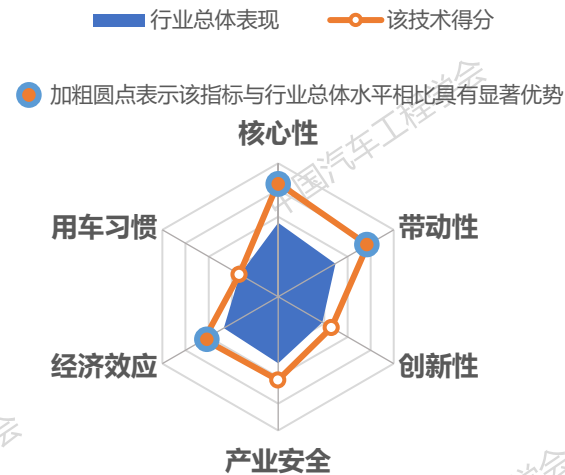 行业总体表现 该技术得分
加粗圆点表示该指标与行业总体水平相比具有显著优势
核心性
用车习惯 带动性
经济效应 创新性
产业安全
中国汽车工程学会
会
学会